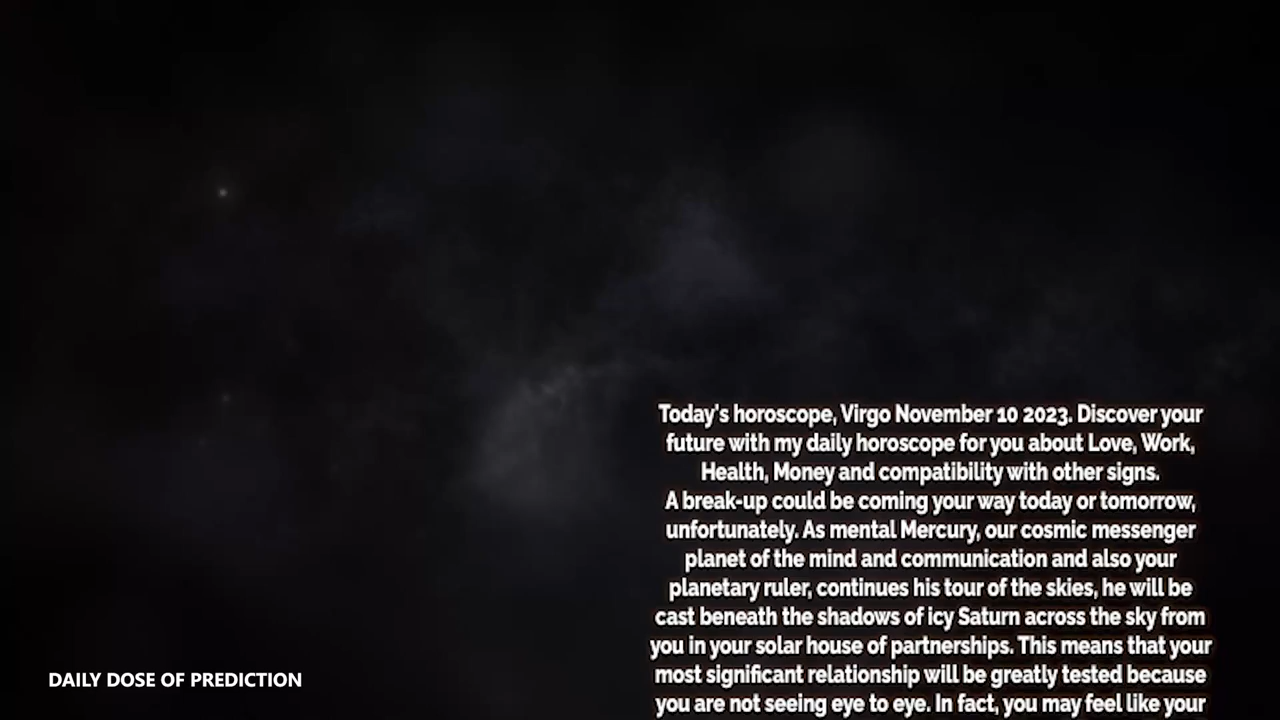 Today's horoscope, Virgo November 10 2023. Discover your
future with my daily horoscope for you about Love, Work,
Health, Money and compatibility with other signs.
A break-up could be coming your way today or tomorrow,
unfortunately. As mental Mercury, our cosmic messenger
planet of the mind and communication and also your
planetary ruler, continues his tour of the skies, he will be
cast beneath the shadows of icy Saturn across the sky from
you in your solar house of partnerships. This means that your
most significant relationship will be greatly tested because
you are not seeing eye to eye. In fact, you may feel like your
DAILY DOSE OF PREDICTION